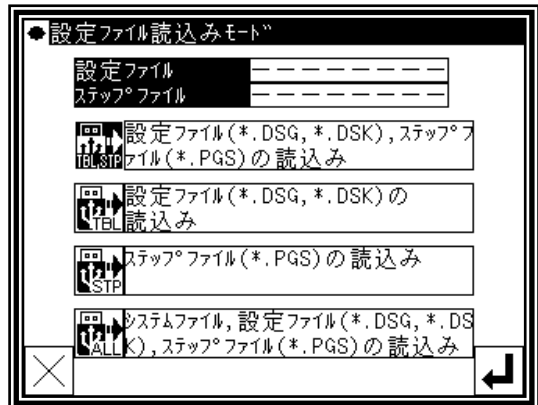 ●設定ﾌｧｲﾙ読込みﾓｰﾄﾞ
設定ﾌｧｲﾙ --------
ｽﾃｯﾌﾟﾌｧｲﾙ --------
TBL,STP
設定ﾌｧｲﾙ(*.DSG,*.DSK),ｽﾃｯﾌﾟﾌ
ｧｲﾙ(*.PGS)の読込み
TBL
設定ﾌｧｲﾙ(*.DSG,*.DSK)の
読込み
STP
ｽﾃｯﾌﾟﾌｧｲﾙ(*.PGS)の読込み
ALL
ｼｽﾃﾑﾌｧｲﾙ,設定ﾌｧｲﾙ(*.DSG,*.DS
K),ｽﾃｯﾌﾟﾌｧｲﾙ(*.PGS)の読込み